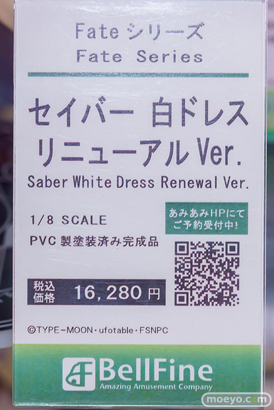 Fateシリーズ
Fate Series
セイバー 白ドレス
リニューアルVer.
Saber White Dress Renewal Ver.
1/8 SCALE
PVC 製塗装済み完成品
あみあみHPにて
ご予約受付中!
税込
価格
16,280 円
©TYPE-MOON・ufotable・FSNPC
BellFine
Amazing Amusement Company
moeyo.com